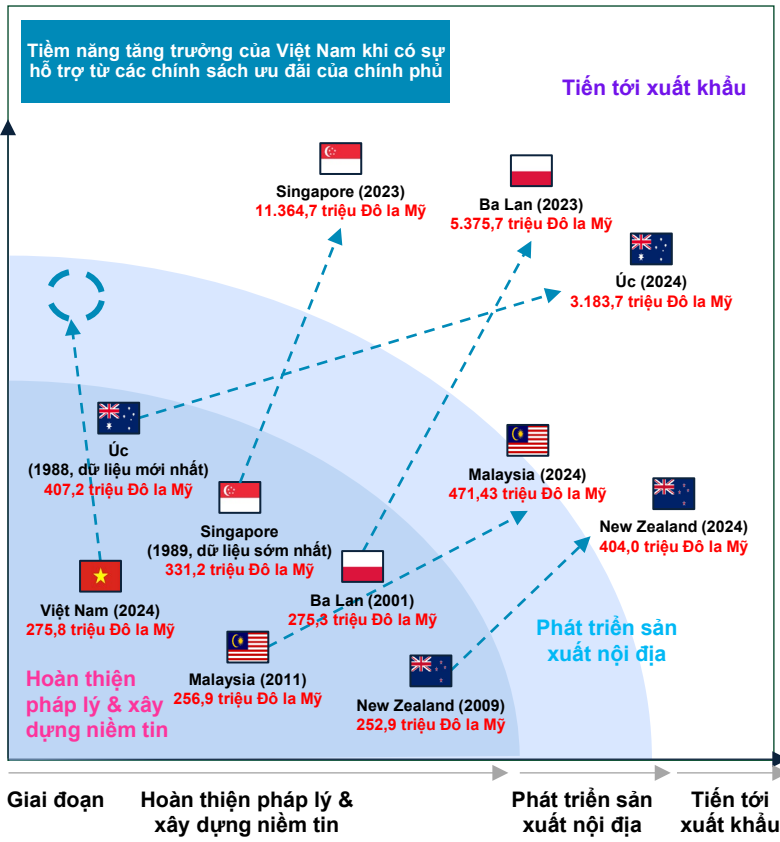 Tiềm năng tăng trưởng của Việt Nam khi có sự
hỗ trợ từ các chính sách ưu đãi của chính phủ
Tiến tới xuất khẩu
Singapore (2023)
11.364,7 triệu Đô la Mỹ
Ba Lan (2023)
5.375,7 triệu Đô la Mỹ
Úc (2024)
3.183,7 triệu Đô la Mỹ
Úc
(1988, dữ liệu mới nhất)
407,2 triệu Đô la Mỹ
Malaysia (2024)
471,43 triệu Đô la Mỹ
Singapore
(1989, dữ liệu sớm nhất)
331,2 triệu Đô la Mỹ
New Zealand (2024)
404,0 triệu Đô la Mỹ
Việt Nam (2024)
275,8 triệu Đô la Mỹ
Ba Lan (2001)
275,3 triệu Đô la Mỹ
Malaysia (2011)
256,9 triệu Đô la Mỹ
New Zealand (2009)
252,9 triệu Đô la Mỹ
Phát triển sản
xuất nội địa
Hoàn thiện
pháp lý & xây
dựng niềm tin
Giai đoạn
Hoàn thiện pháp lý &
xây dựng niềm tin
Phát triển sản
xuất nội địa
Tiến tới
xuất khẩu